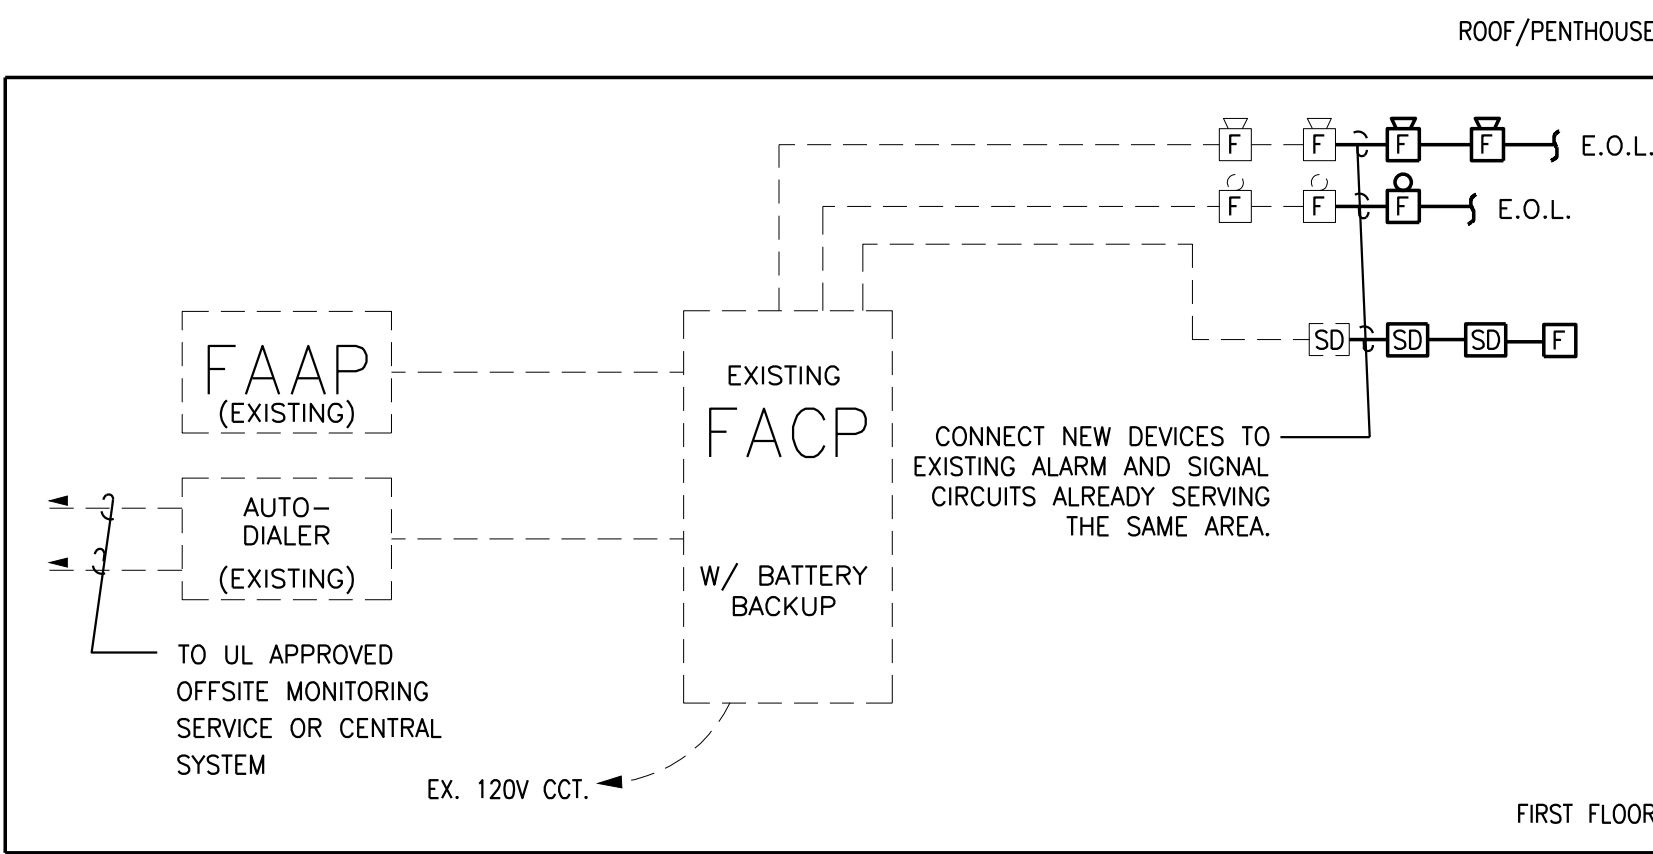 ROOF/PENTHOUSE
F F F F E.O.L.
F F F E.O.L.
SD SD SD F
FAAP
(EXISTING)
EXISTING
FACP
W/ BATTERY
BACKUP
CONNECT NEW DEVICES TO
EXISTING ALARM AND SIGNAL
CIRCUITS ALREADY SERVING
THE SAME AREA.
AUTO-
DIALER
(EXISTING)
TO UL APPROVED
OFFSITE MONITORING
SERVICE OR CENTRAL
SYSTEM
EX. 120V CCT.
FIRST FLOOR